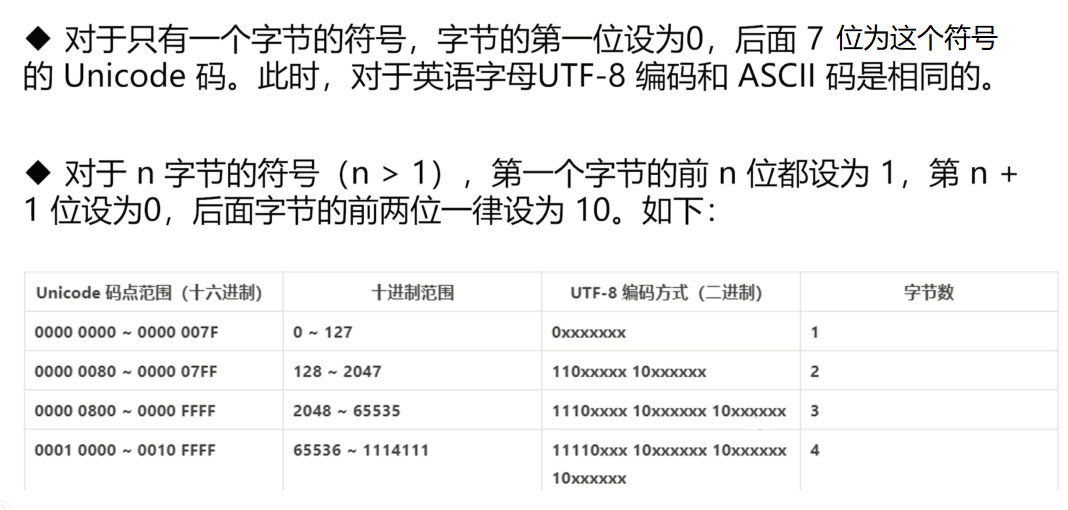 ◆ 对于只有一个字节的符号，字节的第一位设为0，后面 7 位为这个符号
的 Unicode 码。此时，对于英语字母UTF-8 编码和 ASCII 码是相同的。
◆ 对于 n 字节的符号（n > 1），第一个字节的前 n 位都设为 1，第 n +
1 位设为0，后面字节的前两位一律设为 10。如下：
Unicode 码点范围（十六进制） 十进制范围 UTF-8 编码方式（二进制） 字节数
0000 0000 ~ 0000 007F 0 ~ 127 0xxxxxxx 1
0000 0080 ~ 0000 07FF 128 ~ 2047 110xxxxx 10xxxxxx 2
0000 0800 ~ 0000 FFFF 2048 ~ 65535 1110xxxx 10xxxxxx 10xxxxxx 3
0001 0000 ~ 0010 FFFF 65536 ~ 1114111 11110xxx 10xxxxxx 10xxxxxx 4
10xxxxxx